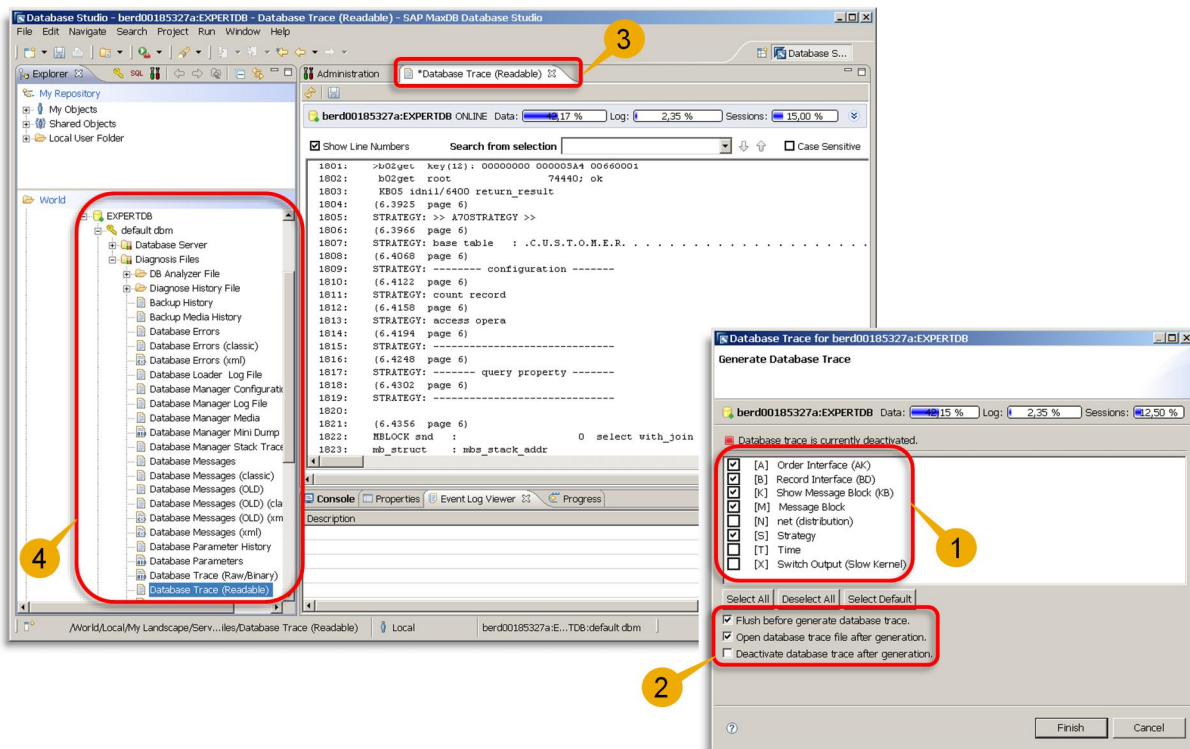 Database Studio - berd00185327a:EXPERTDB - Database Trace (Readable) - SAP MaxDB Database Studio
File Edit Navigate Search Project Run Window Help
SQL
Database S...
3
Explorer
My Repository
My Objects
Shared Objects
Local User Folder
World
EXPERTDB
default dbm
Database Server
Diagnosis Files
DB Analyzer File
Diagnose History File
Backup History
Backup Media History
Database Errors
Database Errors (classic)
Database Errors (xml)
Database Loader Log File
Database Manager Configuratio
Database Manager Log File
Database Manager Media
Database Manager Mini Dump
Database Manager Stack Trace
Database Messages
Database Messages (classic)
Database Messages (OLD)
Database Messages (OLD) (cla
Database Messages (OLD) (xm
Database Messages (xml)
Database Parameter History
Database Parameters
Database Trace (Raw/Binary)
Database Trace (Readable)
4
Administration
*Database Trace (Readable)
berd00185327a:EXPERTDB ONLINE Data: 42,17 % Log: 2,35 % Sessions: 15,00 %
Show Line Numbers Search from selection Case Sensitive
1801: >b02get key(12): 00000000 000005A4 00660001
1802: b02get root 74440; ok
1803: KB05 idnil/6400 return_result
1804: (6.3925 page 6)
1805: STRATEGY: >> A70STRATEGY >>
1806: (6.3966 page 6)
1807: STRATEGY: base table : .C.U.S.T.O.M.E.R. . . . . . . . . . . . . . . . . . . . . . .
1808: (6.4068 page 6)
1809: STRATEGY: -------- configuration -------
1810: (6.4122 page 6)
1811: STRATEGY: count record
1812: (6.4158 page 6)
1813: STRATEGY: access opera
1814: (6.4194 page 6)
1815: STRATEGY: ------------------------------
1816: (6.4248 page 6)
1817: STRATEGY: ------- query property -------
1818: (6.4302 page 6)
1819: STRATEGY: ------------------------------
1820:
1821: (6.4356 page 6)
1822: MBLOCK snd : 0 select with_join
1823: mb_struct : mbs_stack_addr
Console Properties Event Log Viewer Progress
Description
/World/Local/My Landscape/Serv...iles/Database Trace (Readable) Local berd00185327a:E...TDB:default dbm
Database Trace for berd00185327a:EXPERTDB
Generate Database Trace
berd00185327a:EXPERTDB Data: 42,15 % Log: 2,35 % Sessions: 12,50 %
Database trace is currently deactivated.
[A] Order Interface (AK)
[B] Record Interface (BD)
[K] Show Message Block (KB)
[M] Message Block
[N] net (distribution)
[S] Strategy
[T] Time
[X] Switch Output (Slow Kernel)
1
Select All Deselect All Select Default
Flush before generate database trace.
Open database trace file after generation.
Deactivate database trace after generation.
2
Finish Cancel